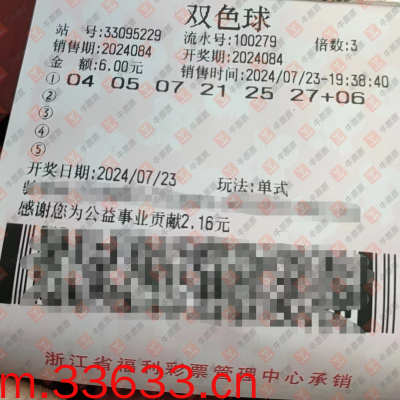 双色球
站 号:33095229 流水号:100279 倍数:3
销售期:2024084 开奖期:2024084
金 额:6.00元 销售时间:2024/07/23-19:38:40
① 04 05 07 21 25 27+06
②
③
④
⑤
开奖日期:2024/07/23 玩法:单式
感谢您为公益事业贡献2.16元
浙江省福利彩票管理中心承销
m.33633.cn